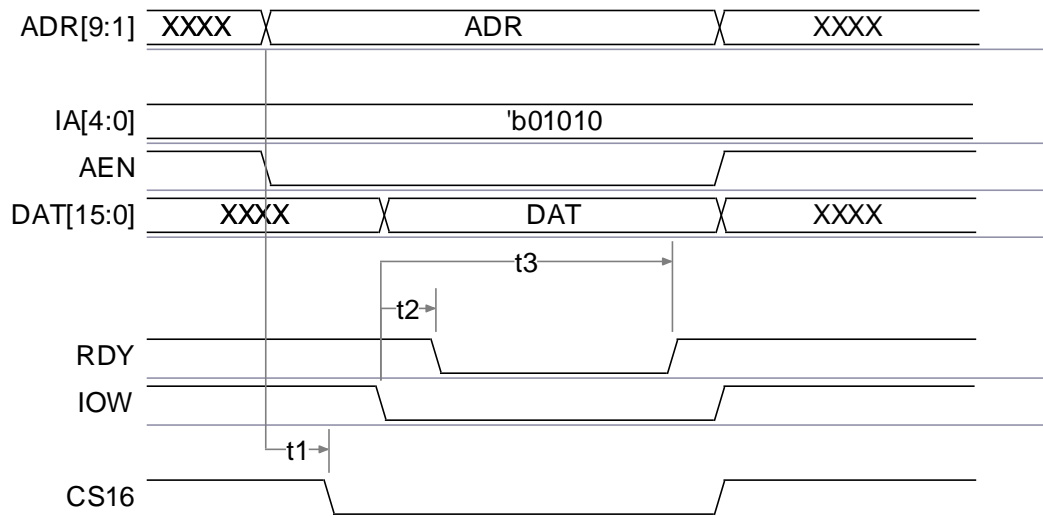 ADR[9:1] XXXX ADR XXXX
IA[4:0] 'b01010
AEN
DAT[15:0] XXXX DAT XXXX
t3
t2
RDY
IOW
t1
CS16